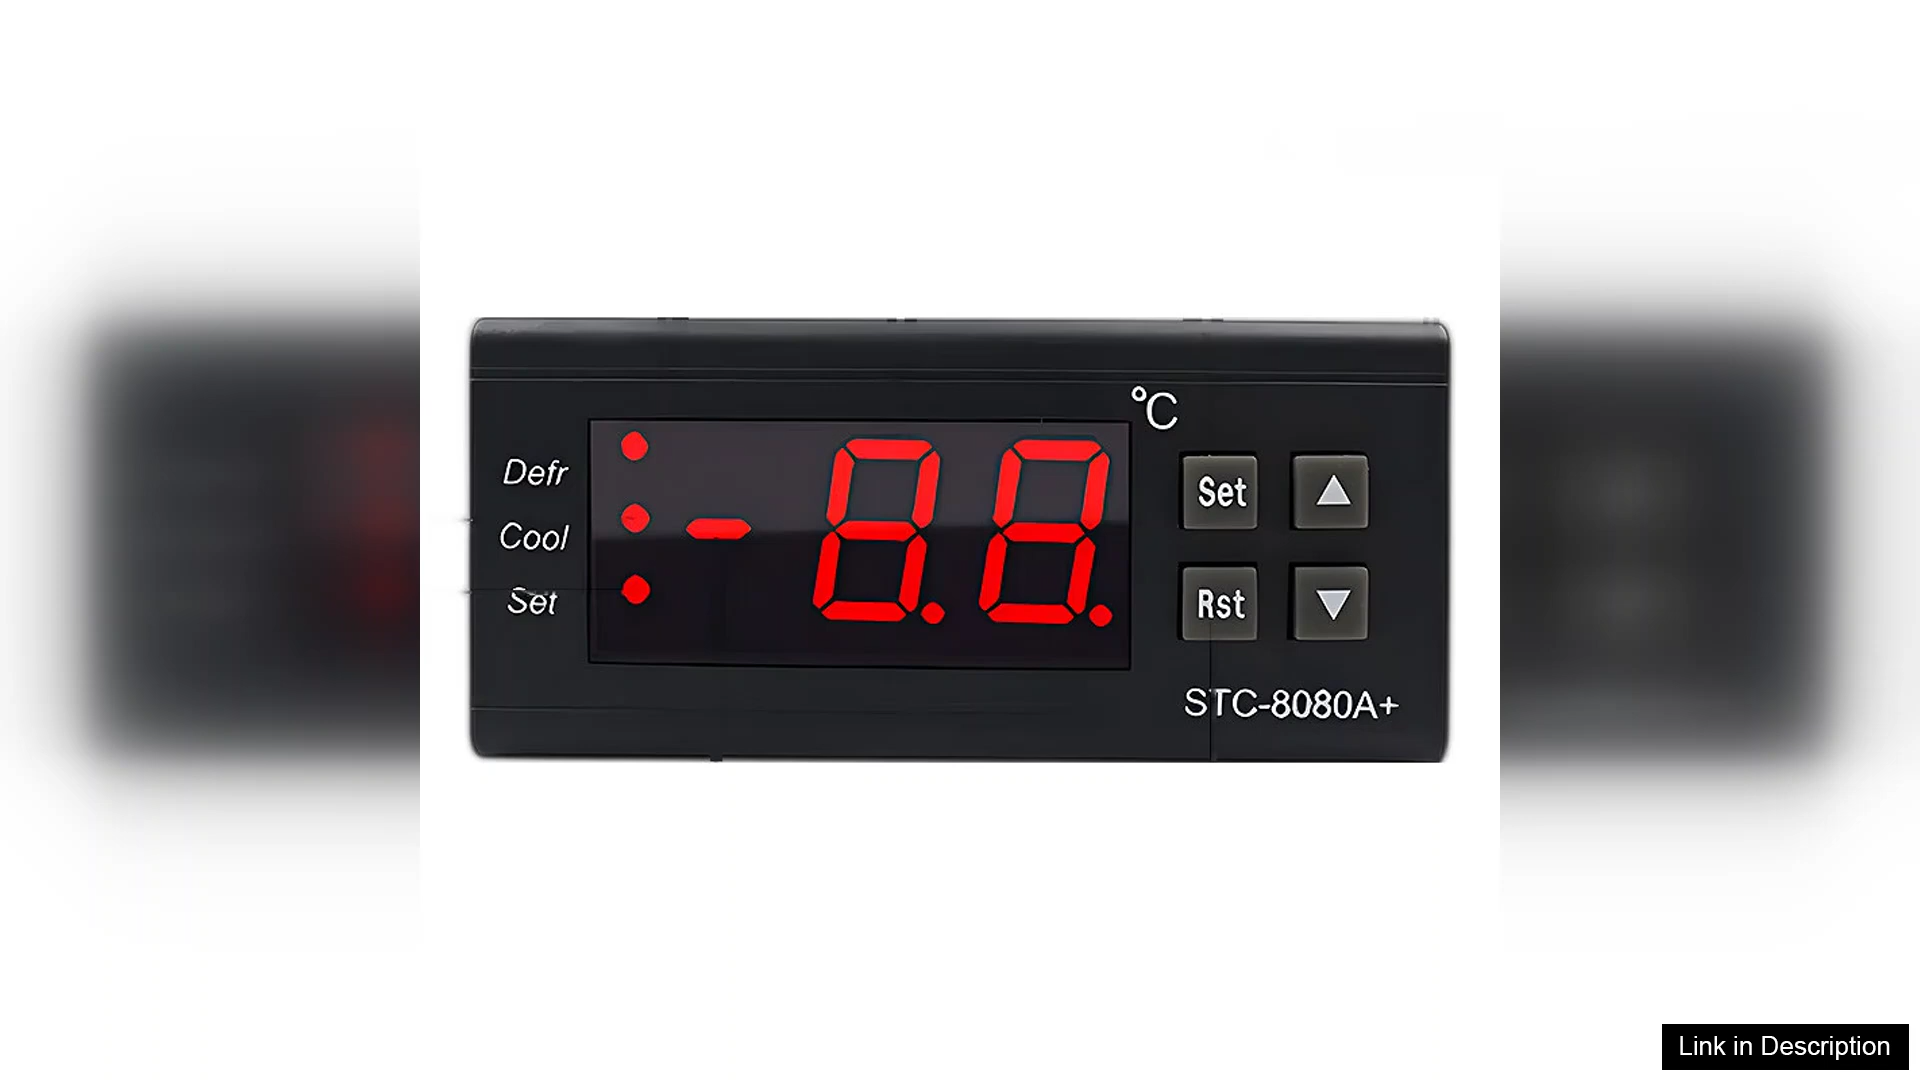 °C
Defr
Cool
Set
-8.8.
Set
▲
Rst
▼
STC-8080A+
Link in Description